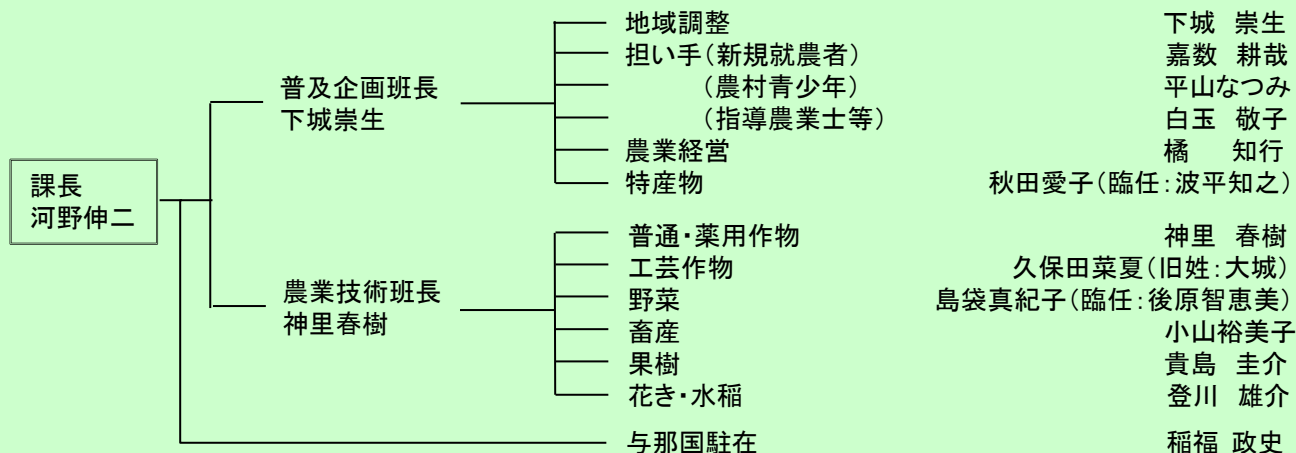 課長
河野伸二
普及企画班長
下城崇生
地域調整 下城 崇生
担い手(新規就農者) 嘉数 耕哉
(農村青少年) 平山なつみ
(指導農業士等) 白玉 敬子
農業経営 橘 知行
特産物 秋田愛子(臨任:波平知之)
農業技術班長
神里春樹
普通・薬用作物 神里 春樹
工芸作物 久保田菜夏(旧姓:大城)
野菜 島袋真紀子(臨任:後原智恵美)
畜産 小山裕美子
果樹 貴島 圭介
花き・水稲 登川 雄介
与那国駐在 稲福 政史